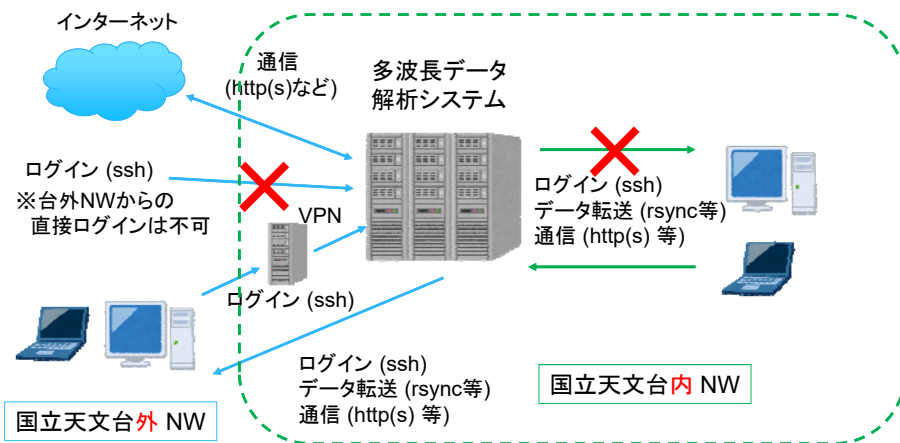 インターネット
通信
(http(s)など)
多波長データ
解析システム
ログイン (ssh)
※台外NWからの
直接ログインは不可
VPN
ログイン (ssh)
ログイン (ssh)
データ転送 (rsync等)
通信 (http(s) 等)
ログイン (ssh)
データ転送 (rsync等)
通信 (http(s) 等)
国立天文台外 NW
国立天文台内 NW